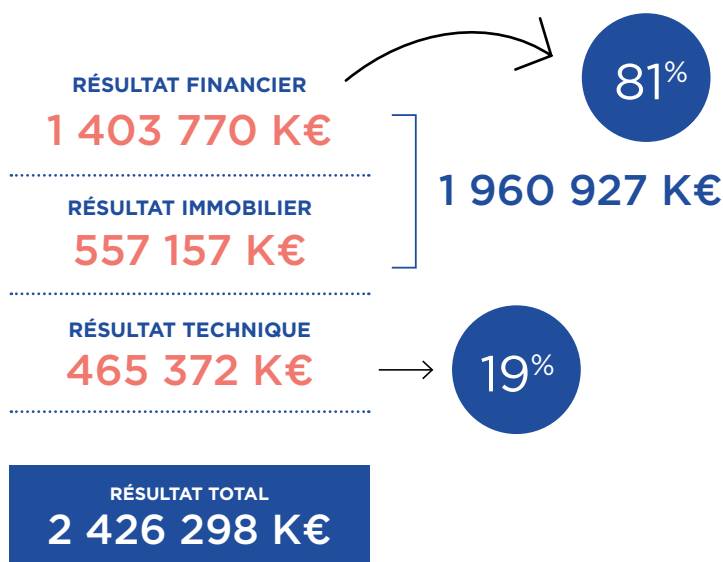 RÉSULTAT FINANCIER
1 403 770 K€
81%
1 960 927 K€
RÉSULTAT IMMOBILIER
557 157 K€
RÉSULTAT TECHNIQUE
465 372 K€
19%
RÉSULTAT TOTAL
2 426 298 K€